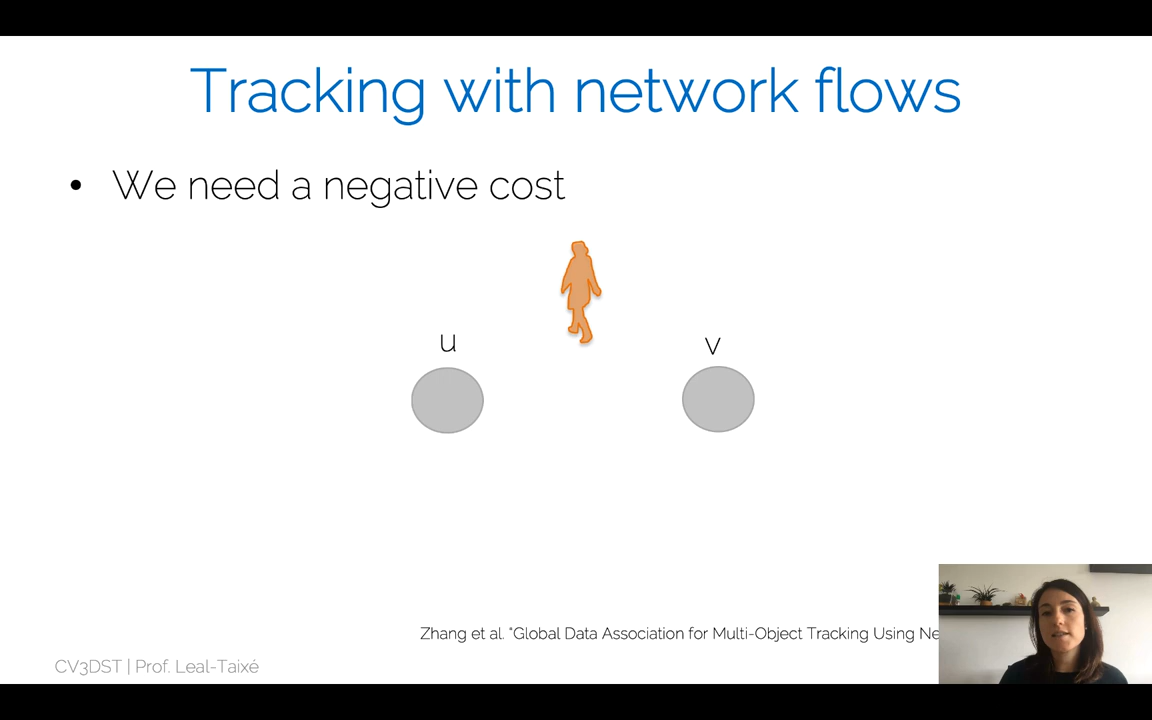 Tracking with network flows
• We need a negative cost
u
v
Zhang et al. "Global Data Association for Multi-Object Tracking Using
CV3DST | Prof. Leal-Taixé